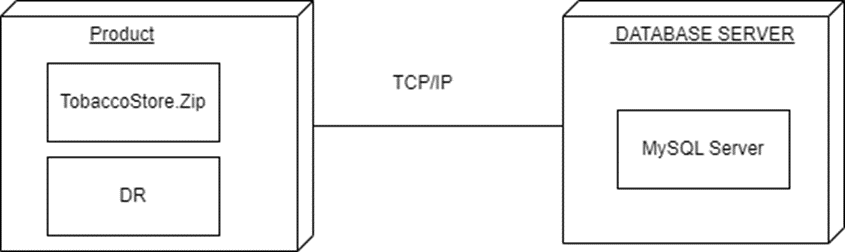 Product
TobaccoStore.Zip
DR
TCP/IP
DATABASE SERVER
MySQL Server